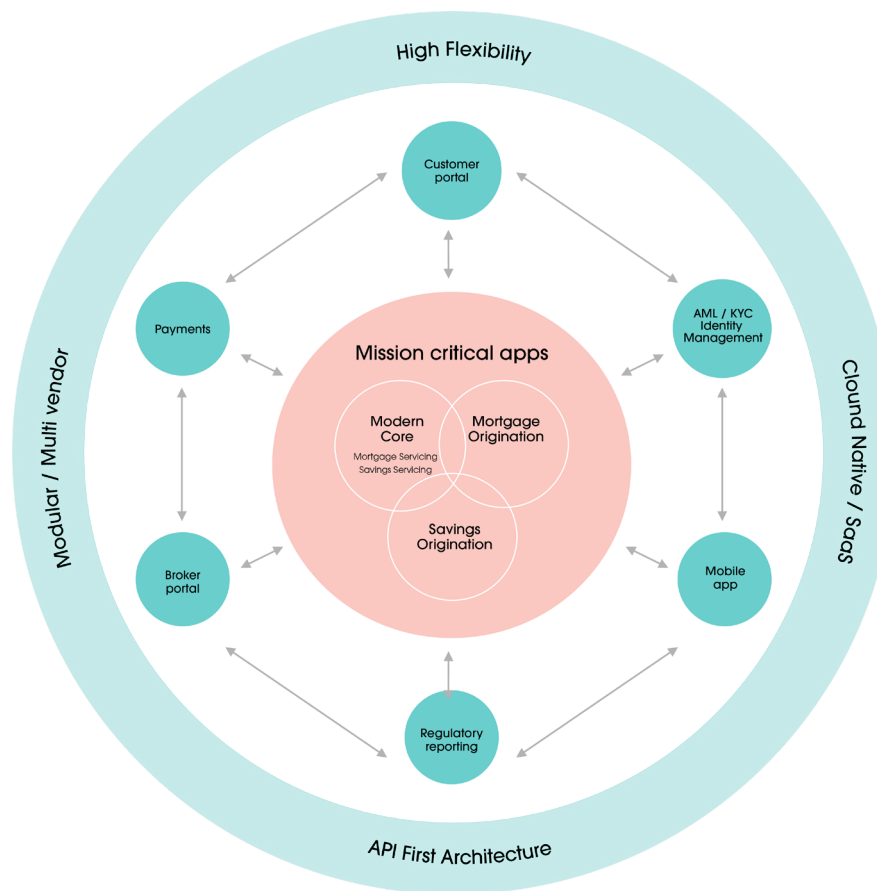 High Flexibility
Customer
portal
Payments
AML / KYC
Identity
Management
Mission critical apps
Modern
Core
Mortgage Servicing
Savings Servicing
Mortgage
Origination
Savings
Origination
Modular / Multi vendor
Clound Native / Saas
Broker
portal
Mobile
app
Regulatory
reporting
API First Architecture